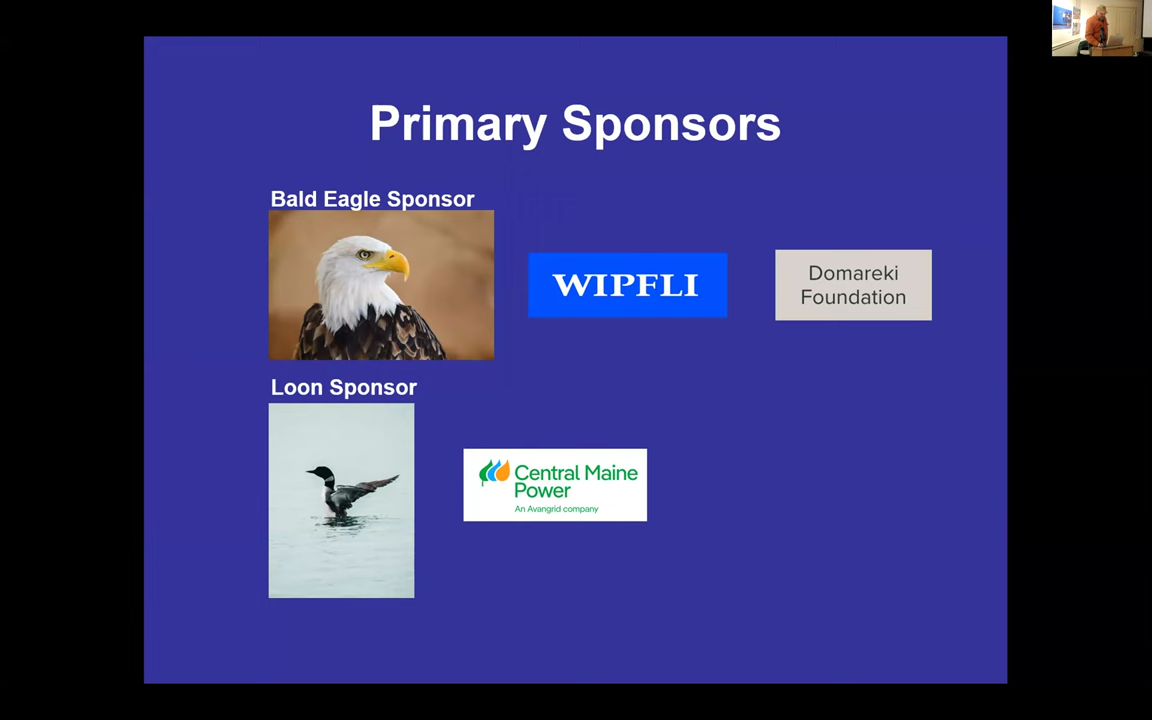 Primary Sponsors
Bald Eagle Sponsor
WIPFLI
Domareki
Foundation
Loon Sponsor
Central Maine
Power
An Avangrid company